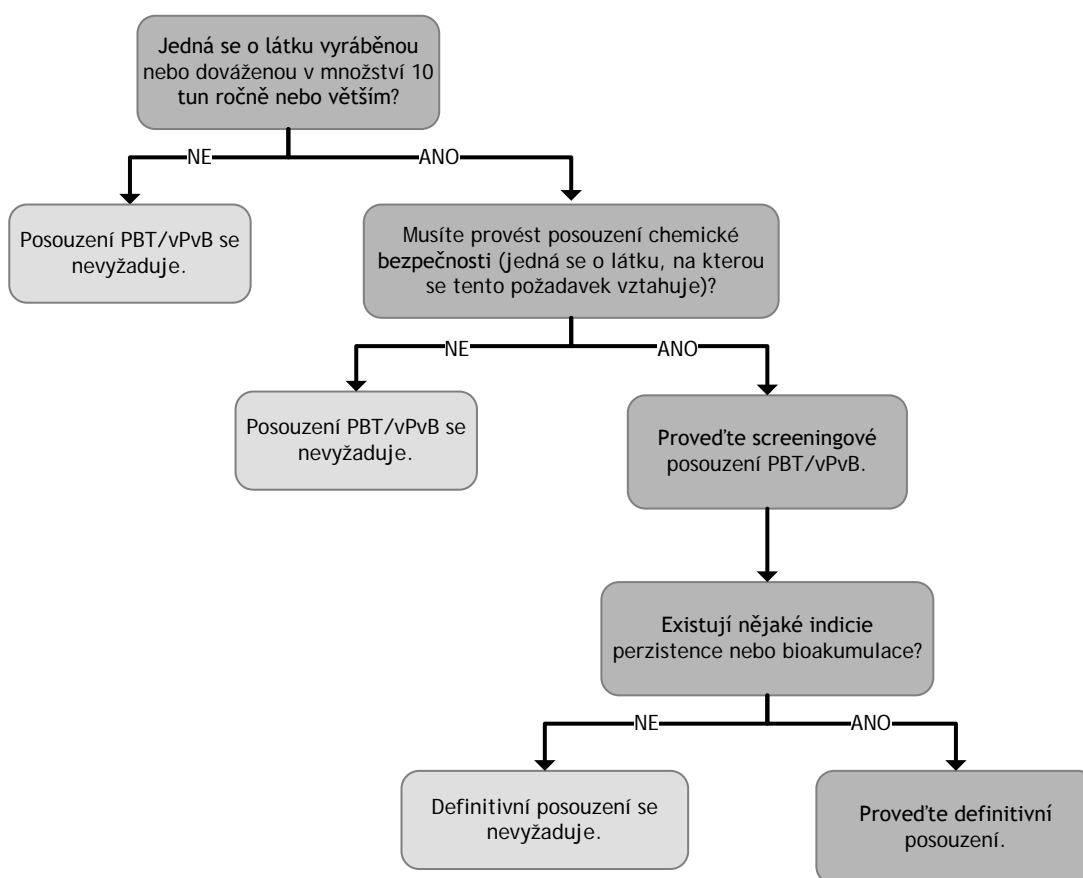 Jedná se o látku vyráběnou
nebo dováženou v množství 10
tun ročně nebo větším?
NE
ANO
Posouzení PBT/vPvB se
nevyžaduje.
Musíte provést posouzení chemické
bezpečnosti (jedná se o látku, na kterou
se tento požadavek vztahuje)?
NE
ANO
Posouzení PBT/vPvB se
nevyžaduje.
Proveďte screeningové
posouzení PBT/vPvB.
Existují nějaké indicie
perzistence nebo bioakumulace?
NE
ANO
Definitivní posouzení se
nevyžaduje.
Proveďte definitivní
posouzení.